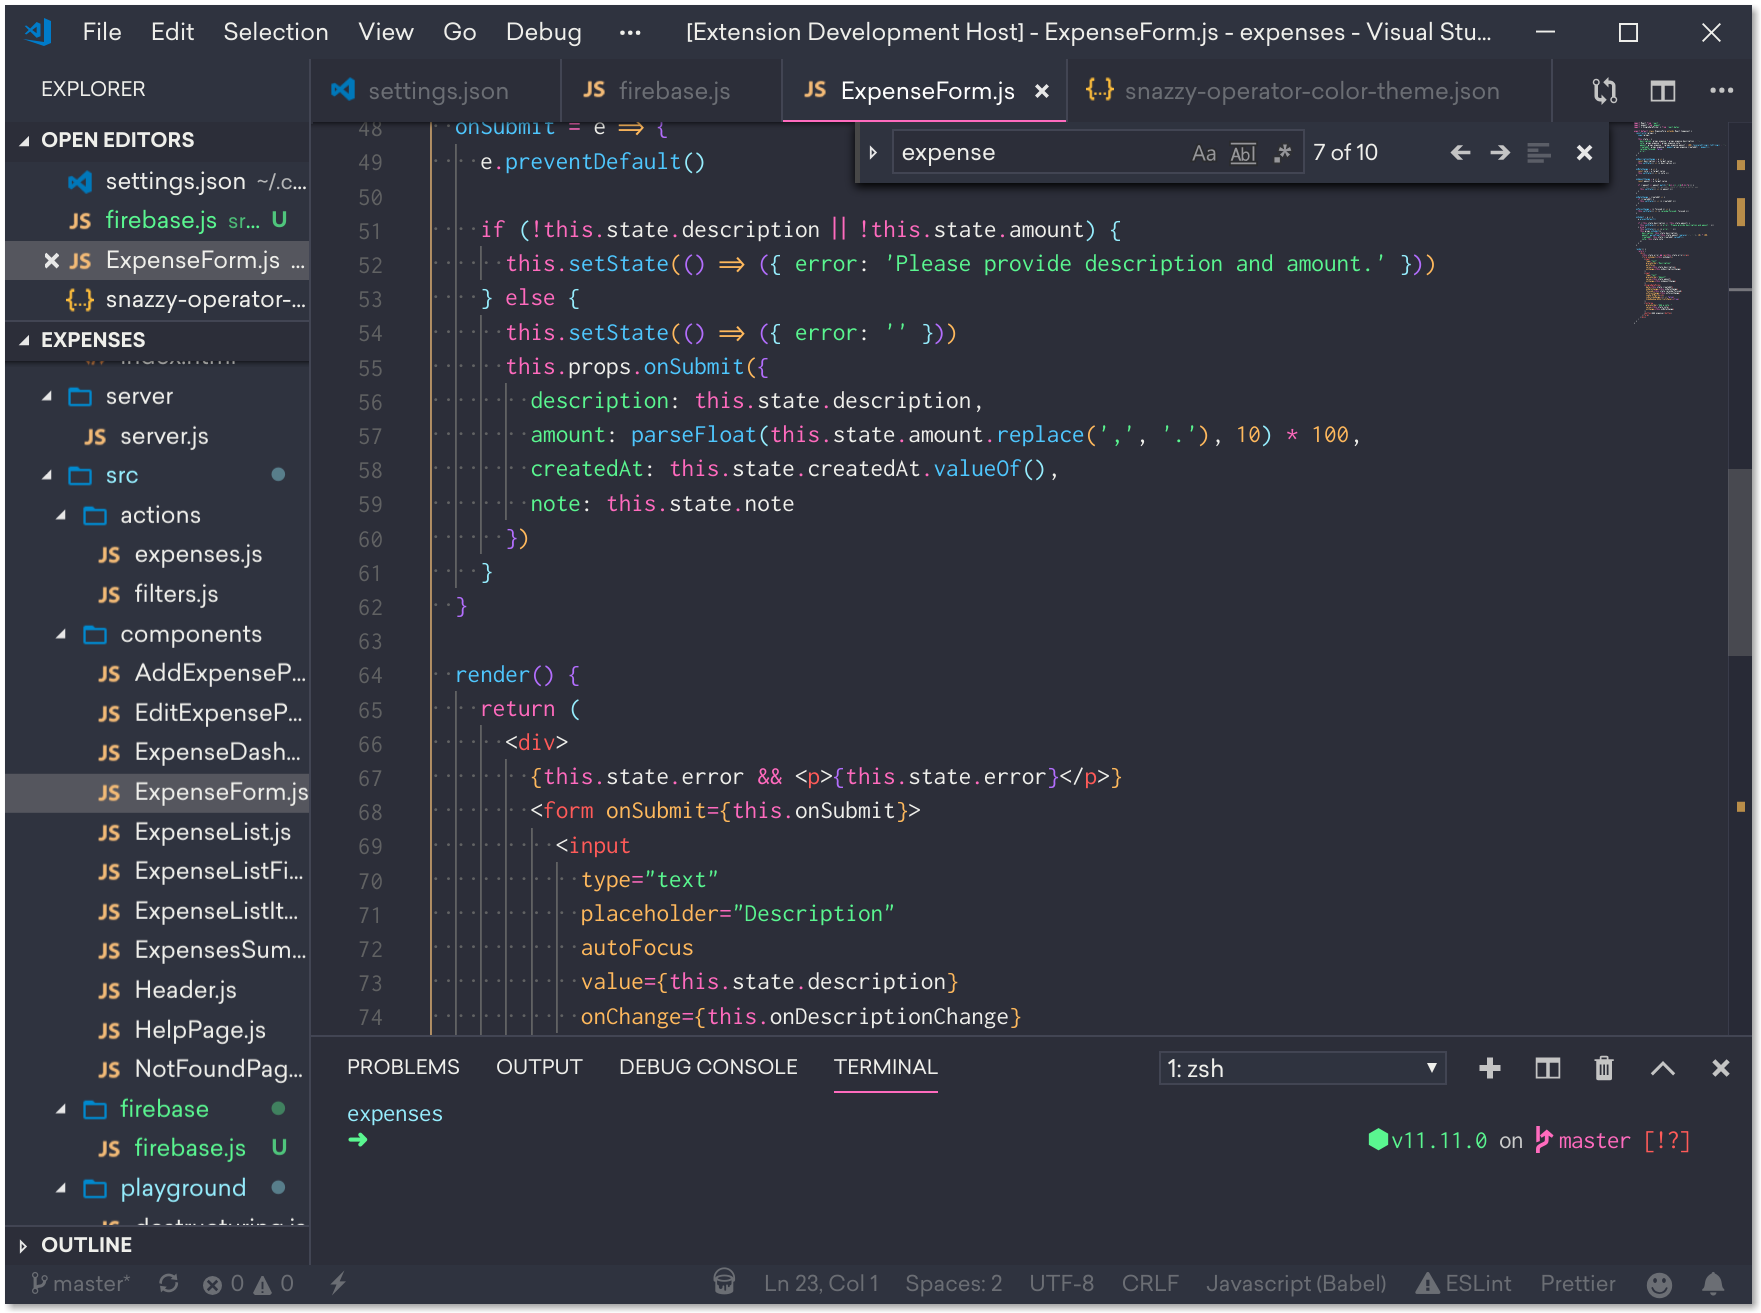 File Edit Selection View Go Debug ··· [Extension Development Host] - ExpenseForm.js - expenses - Visual Stu...
EXPLORER
OPEN EDITORS
settings.json ~/.c...
JS firebase.js sr... U
JS ExpenseForm.js ...
{..} snazzy-operator-...
EXPENSES
server
JS server.js
src
actions
JS expenses.js
JS filters.js
components
JS AddExpenseP...
JS EditExpenseP...
JS ExpenseDash...
JS ExpenseForm.js
JS ExpenseList.js
JS ExpenseListFi...
JS ExpenseListIt...
JS ExpensesSum...
JS Header.js
JS HelpPage.js
JS NotFoundPag...
firebase
JS firebase.js U
playground
OUTLINE
settings.json JS firebase.js JS ExpenseForm.js {..} snazzy-operator-color-theme.json
expense Aa Abl .* 7 of 10
48 onSubmit = e => {
49 e.preventDefault()
50
51 if (!this.state.description || !this.state.amount) {
52 this.setState(() => ({ error: 'Please provide description and amount.' }))
53 } else {
54 this.setState(() => ({ error: '' }))
55 this.props.onSubmit({
56 description: this.state.description,
57 amount: parseFloat(this.state.amount.replace(',', '.'), 10) * 100,
58 createdAt: this.state.createdAt.valueOf(),
59 note: this.state.note
60 })
61 }
62 }
63
64 render() {
65 return (
66 <div>
67 {this.state.error && <p>{this.state.error}</p>}
68 <form onSubmit={this.onSubmit}>
69 <input
70 type="text"
71 placeholder="Description"
72 autoFocus
73 value={this.state.description}
74 onChange={this.onDescriptionChange}
PROBLEMS OUTPUT DEBUG CONSOLE TERMINAL 1: zsh
expenses
➜ v11.11.0 on master [!?]
master* 0 0 Ln 23, Col 1 Spaces: 2 UTF-8 CRLF Javascript (Babel) ESLint Prettier